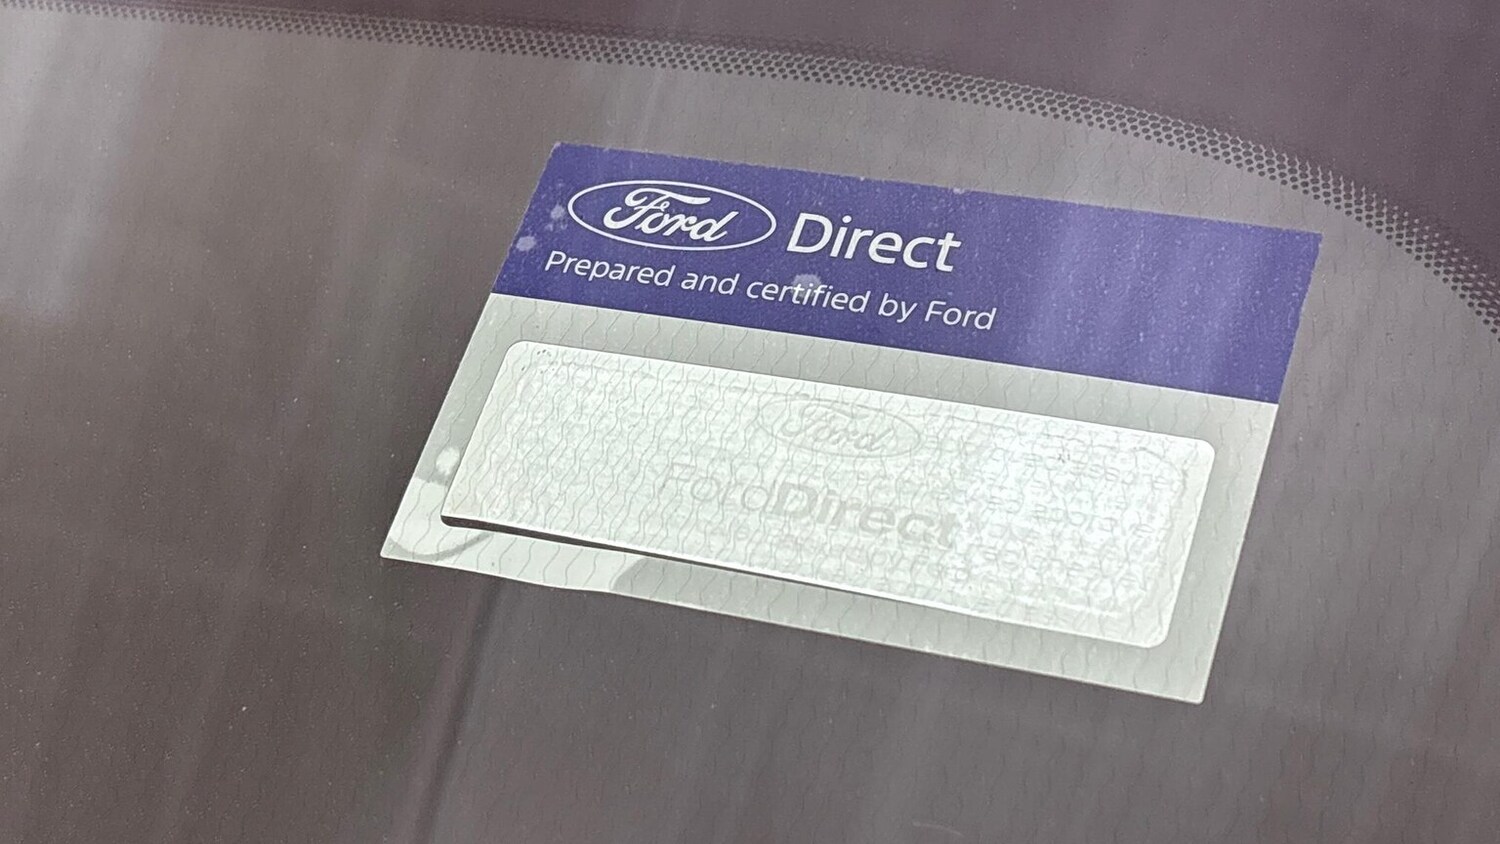 Ford Direct
Prepared and certified by Ford
Ford
FordDirect